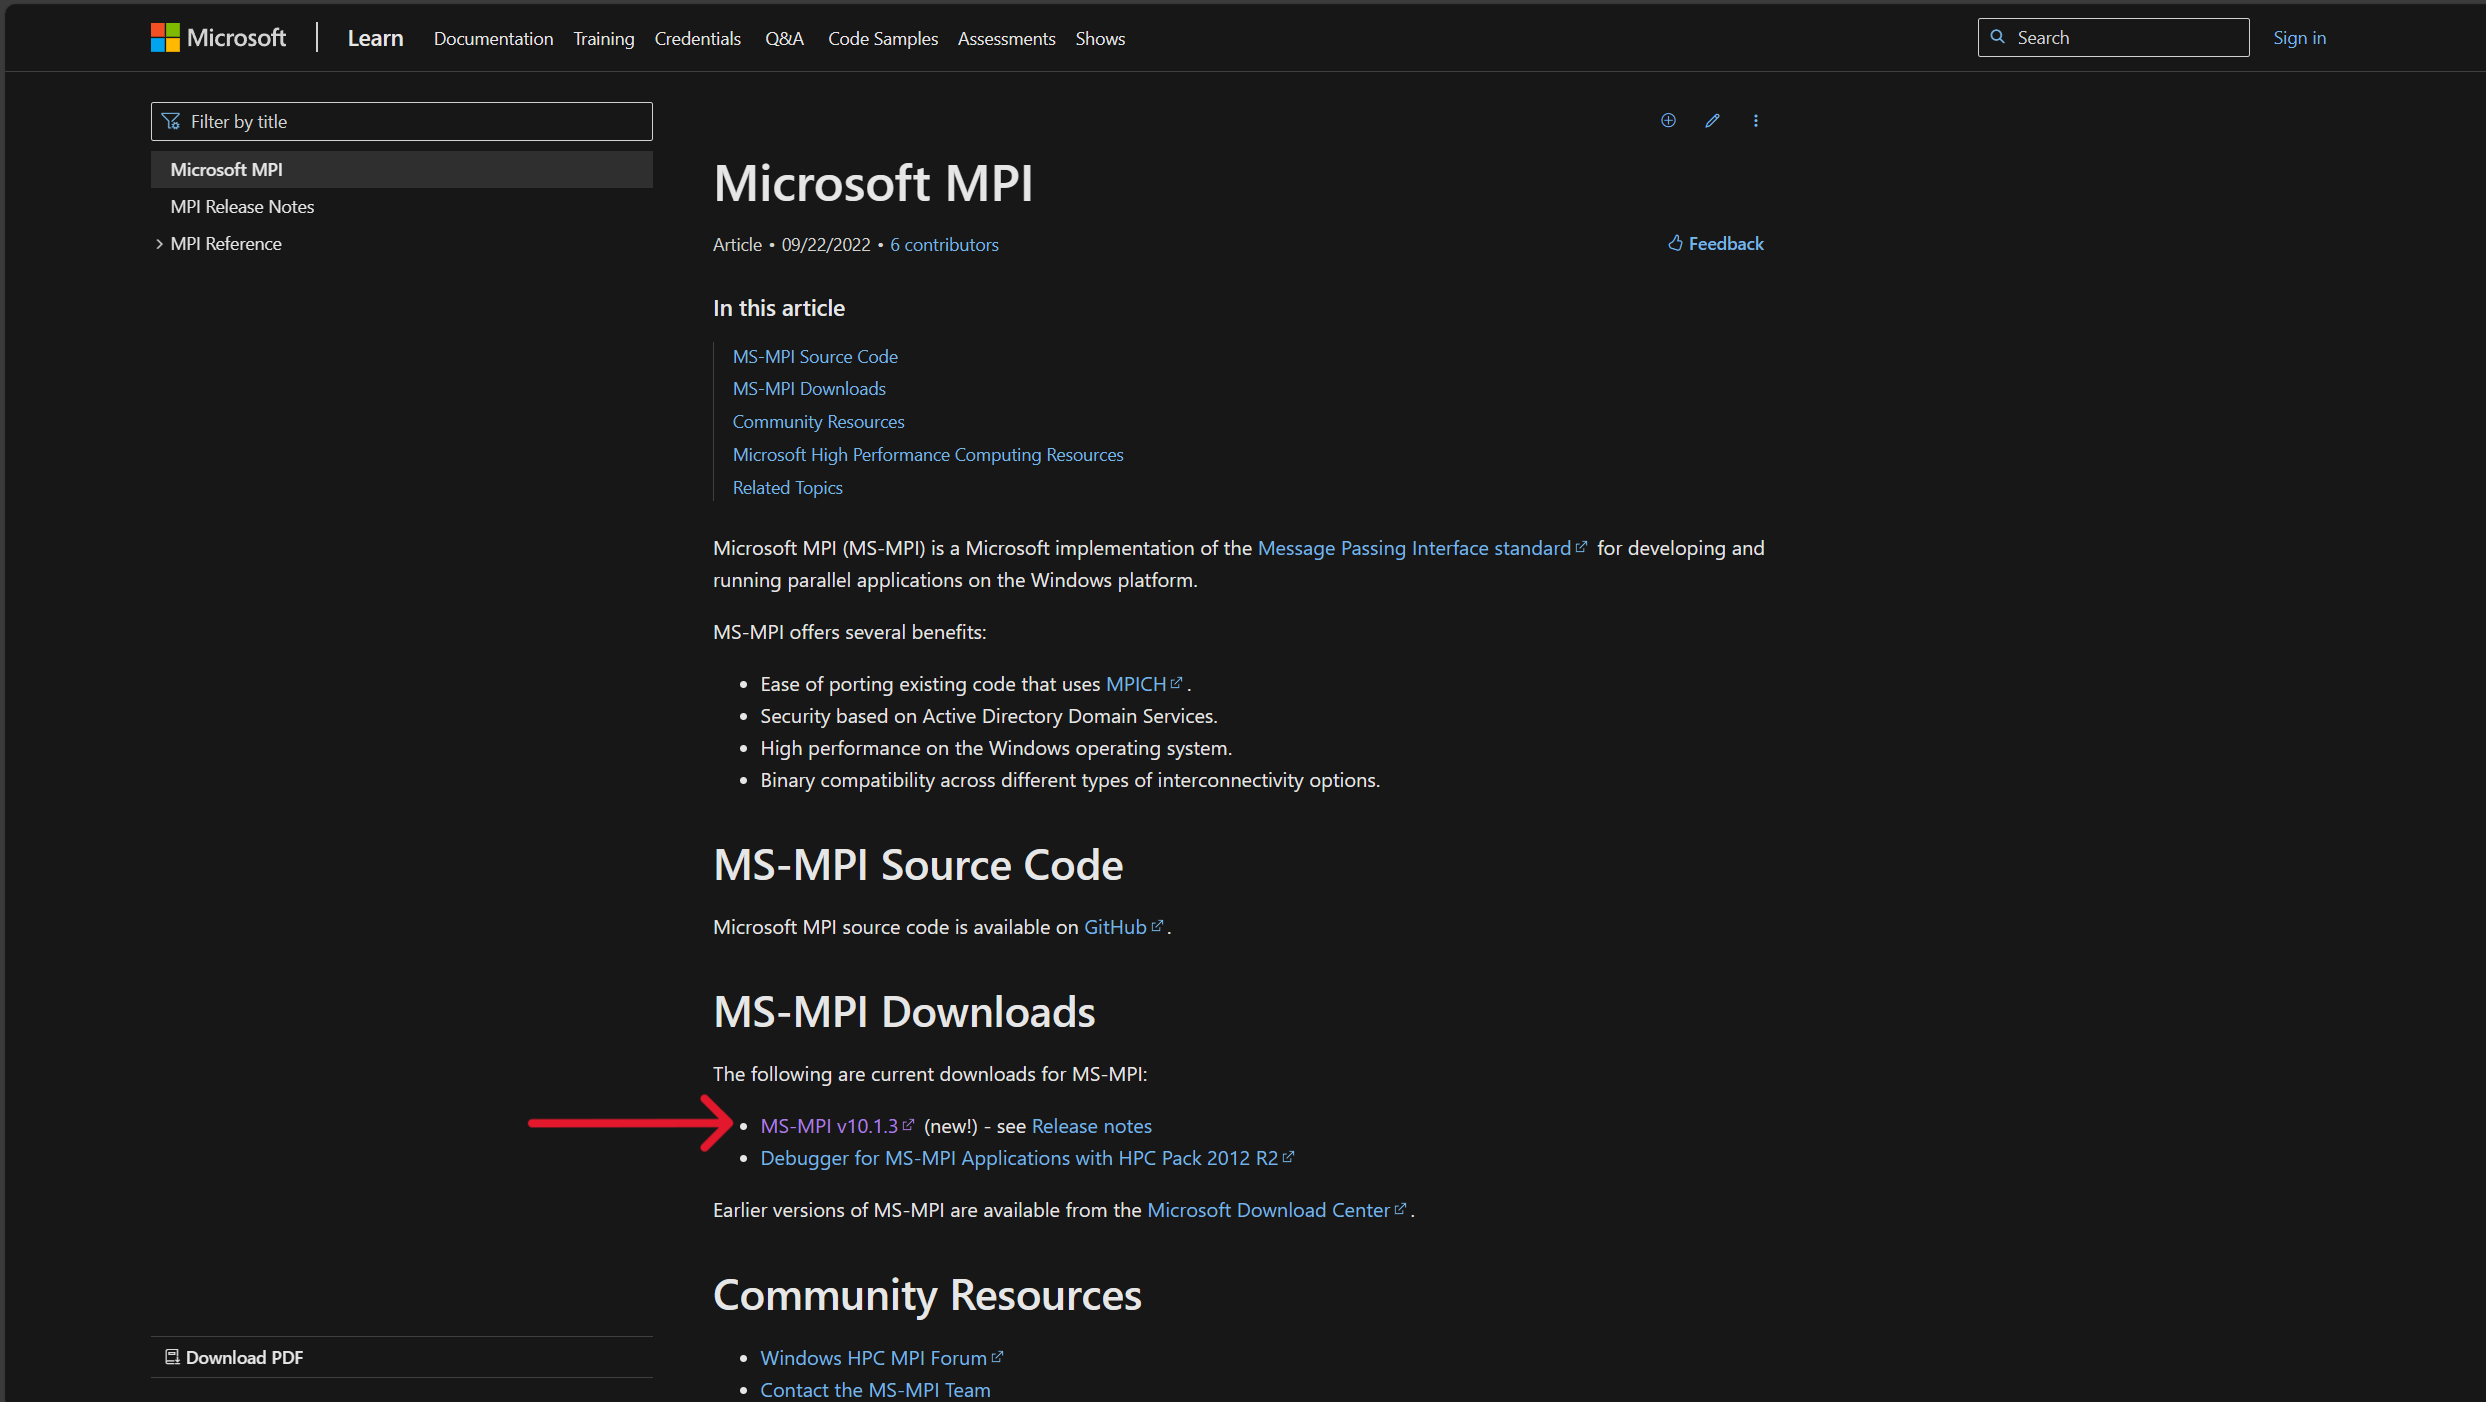 Microsoft
Learn
Documentation
Training
Credentials
Q&A
Code Samples
Assessments
Shows
Search
Sign in
Filter by title
Microsoft MPI
MPI Release Notes
MPI Reference
Microsoft MPI
Article • 09/22/2022 • 6 contributors
Feedback
In this article
MS-MPI Source Code
MS-MPI Downloads
Community Resources
Microsoft High Performance Computing Resources
Related Topics
Microsoft MPI (MS-MPI) is a Microsoft implementation of the Message Passing Interface standard for developing and
running parallel applications on the Windows platform.
MS-MPI offers several benefits:
• Ease of porting existing code that uses MPICH .
• Security based on Active Directory Domain Services.
• High performance on the Windows operating system.
• Binary compatibility across different types of interconnectivity options.
MS-MPI Source Code
Microsoft MPI source code is available on GitHub .
MS-MPI Downloads
The following are current downloads for MS-MPI:
• MS-MPI v10.1.3 (new!) - see Release notes
• Debugger for MS-MPI Applications with HPC Pack 2012 R2
Earlier versions of MS-MPI are available from the Microsoft Download Center .
Community Resources
• Windows HPC MPI Forum
• Contact the MS-MPI Team
Download PDF